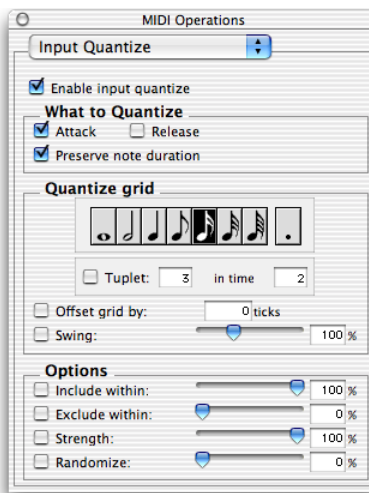 MIDI Operations
Input Quantize
Enable input quantize
What to Quantize
Attack Release
Preserve note duration
Quantize grid
Tuplet: 3 in time 2
Offset grid by: 0 ticks
Swing: 100 %
Options
Include within: 100 %
Exclude within: 0 %
Strength: 100 %
Randomize: 0 %